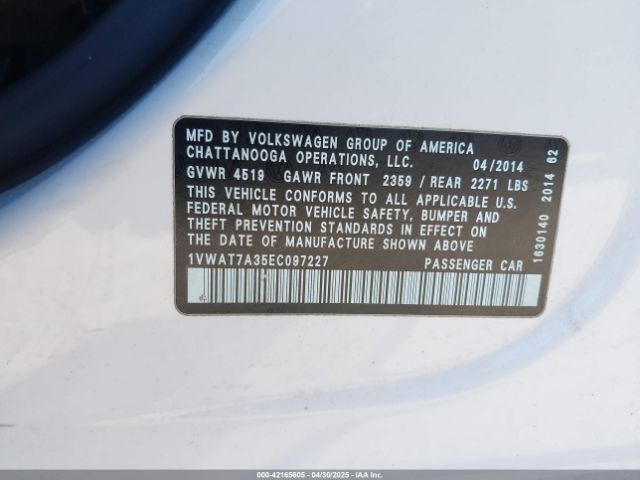 MFD BY VOLKSWAGEN GROUP OF AMERICA
CHATTANOOGA OPERATIONS, LLC. 04/2014
GVWR 4519 GAWR FRONT 2359 / REAR 2271 LBS
THIS VEHICLE CONFORMS TO ALL APPLICABLE U.S.
FEDERAL MOTOR VEHICLE SAFETY, BUMPER AND
THEFT PREVENTION STANDARDS IN EFFECT ON
THE DATE OF MANUFACTURE SHOWN ABOVE
1VWAT7A35EC097227 PASSENGER CAR
1630140 2014 62
000-42165605 - 04/30/2025 - IAA Inc.